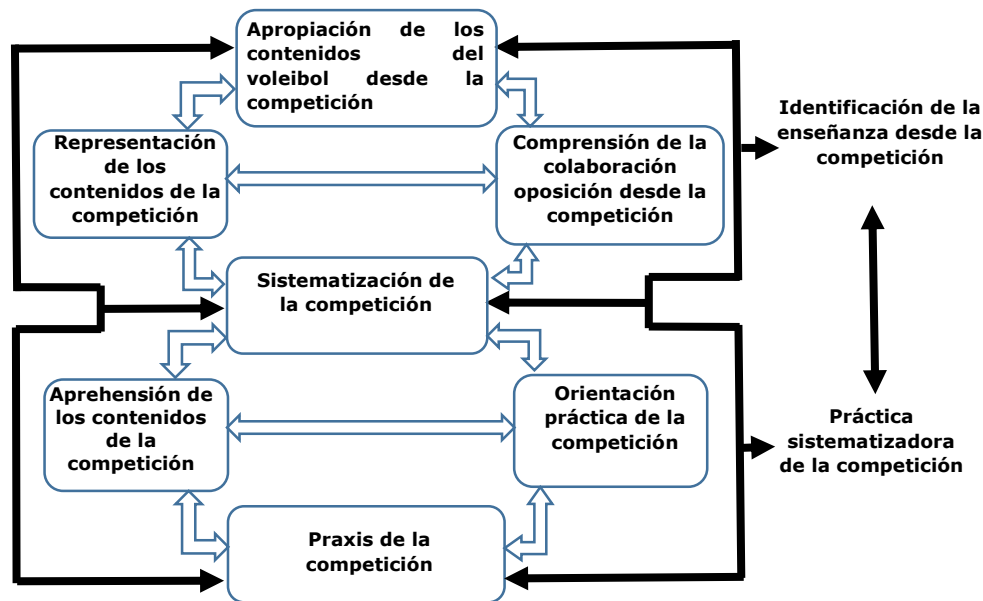 Apropiación de los
contenidos del
voleibol desde la
competición
Representación
de los
contenidos de la
competición
Comprensión de la
colaboración
oposición desde la
competición
Identificación de la
enseñanza desde la
competición
Sistematización de
la competición
Aprehensión de
los contenidos
de la
competición
Orientación
práctica de la
competición
Práctica
sistematizadora
de la competición
Praxis de la
competición